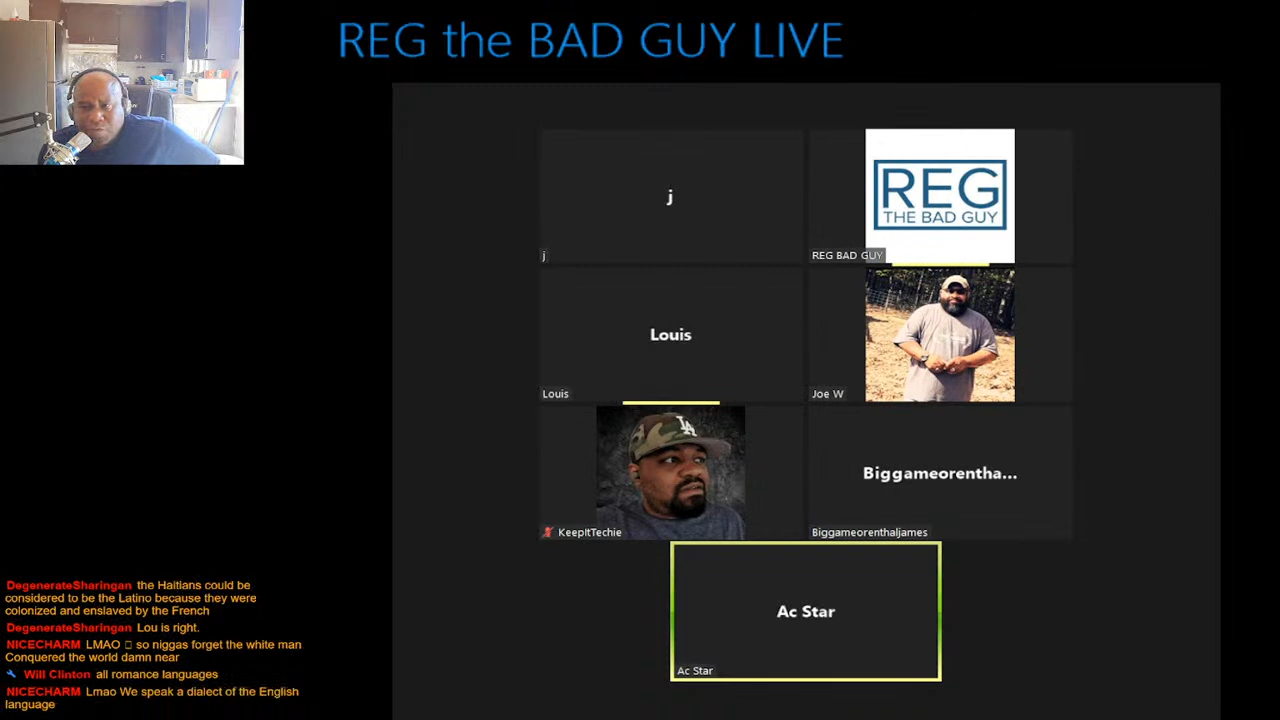 REG the BAD GUY LIVE
j
REG
THE BAD GUY
j
REG BAD GUY
Louis
Louis
Joe W
LA
Biggameorentha...
KeepItTechie
Biggameorenthaljames
Ac Star
Ac Star
DegenerateSharingan the Haitians could be
considered to be the Latino because they were
colonized and enslaved by the French
DegenerateSharingan Lou is right.
NICECHARM LMAO □ so niggas forget the white man
Conquered the world damn near
Will Clinton all romance languages
NICECHARM Lmao We speak a dialect of the English
language